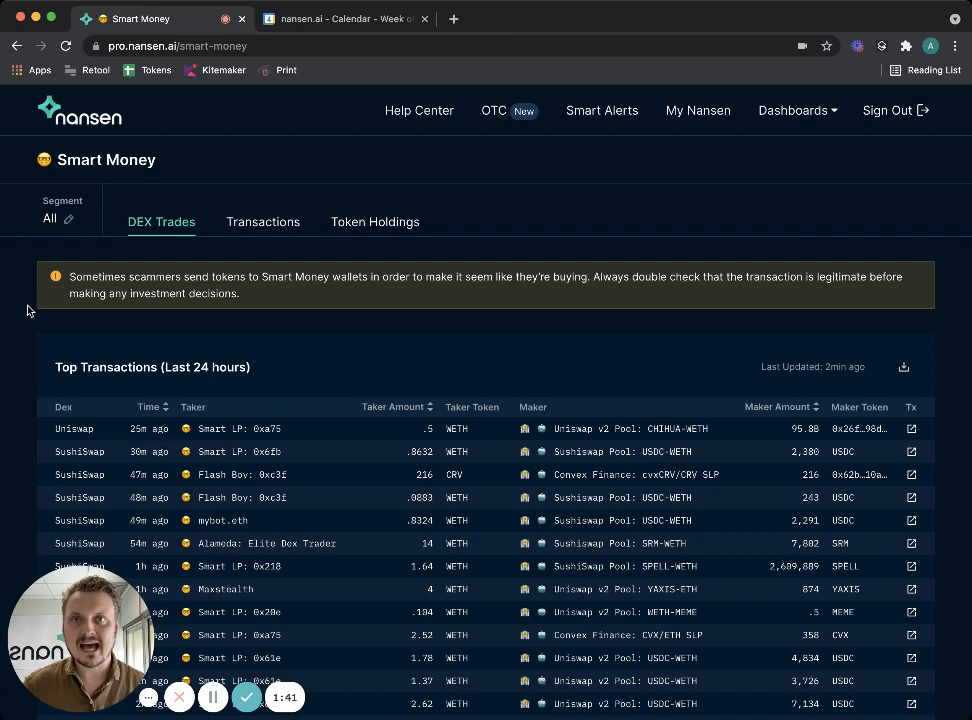 Smart Money
nansen.ai - Calendar - Week of
pro.nansen.ai/smart-money
A
Apps Retool Tokens Kitemaker Print Reading List
nansen
Help Center OTC New Smart Alerts My Nansen Dashboards Sign Out
Smart Money
Segment
All
DEX Trades Transactions Token Holdings
Sometimes scammers send tokens to Smart Money wallets in order to make it seem like they're buying. Always double check that the transaction is legitimate before
making any investment decisions.
Top Transactions (Last 24 hours) Last Updated: 2min ago
Dex Time Taker Taker Amount Taker Token Maker Maker Amount Maker Token Tx
Uniswap 25m ago Smart LP: 0xa75 .5 WETH Uniswap v2 Pool: CHIHUA-WETH 95.8B 0x26f…98d…
SushiSwap 30m ago Smart LP: 0x6fb .8632 WETH Sushiswap Pool: USDC-WETH 2,380 USDC
SushiSwap 47m ago Flash Boy: 0xc3f 216 CRV Convex Finance: cvxCRV/CRV SLP 216 0x62b…10a…
SushiSwap 48m ago Flash Boy: 0xc3f .0883 WETH Sushiswap Pool: USDC-WETH 243 USDC
SushiSwap 49m ago mybot.eth .8324 WETH Sushiswap Pool: USDC-WETH 2,291 USDC
SushiSwap 54m ago Alameda: Elite Dex Trader 14 WETH Sushiswap Pool: SRM-WETH 7,802 SRM
SushiSwap 1h ago Smart LP: 0x218 1.64 WETH SushiSwap Pool: SPELL-WETH 2,609,889 SPELL
1h ago Maxstealth 4 WETH Uniswap v2 Pool: YAXIS-ETH 874 YAXIS
ago Smart LP: 0x20e .104 WETH Uniswap v2 Pool: WETH-MEME .5 MEME
ago Smart LP: 0xa75 2.52 WETH Convex Finance: CVX/ETH SLP 358 CVX
ago Smart LP: 0x61e 1.78 WETH Uniswap v2 Pool: USDC-WETH 4,834 USDC
ago Smart LP: 0x61e 1.37 WETH Uniswap v2 Pool: USDC-WETH 3,726 USDC
ago 2.62 WETH Uniswap v2 Pool: USDC-WETH 7,134 USDC
1:41